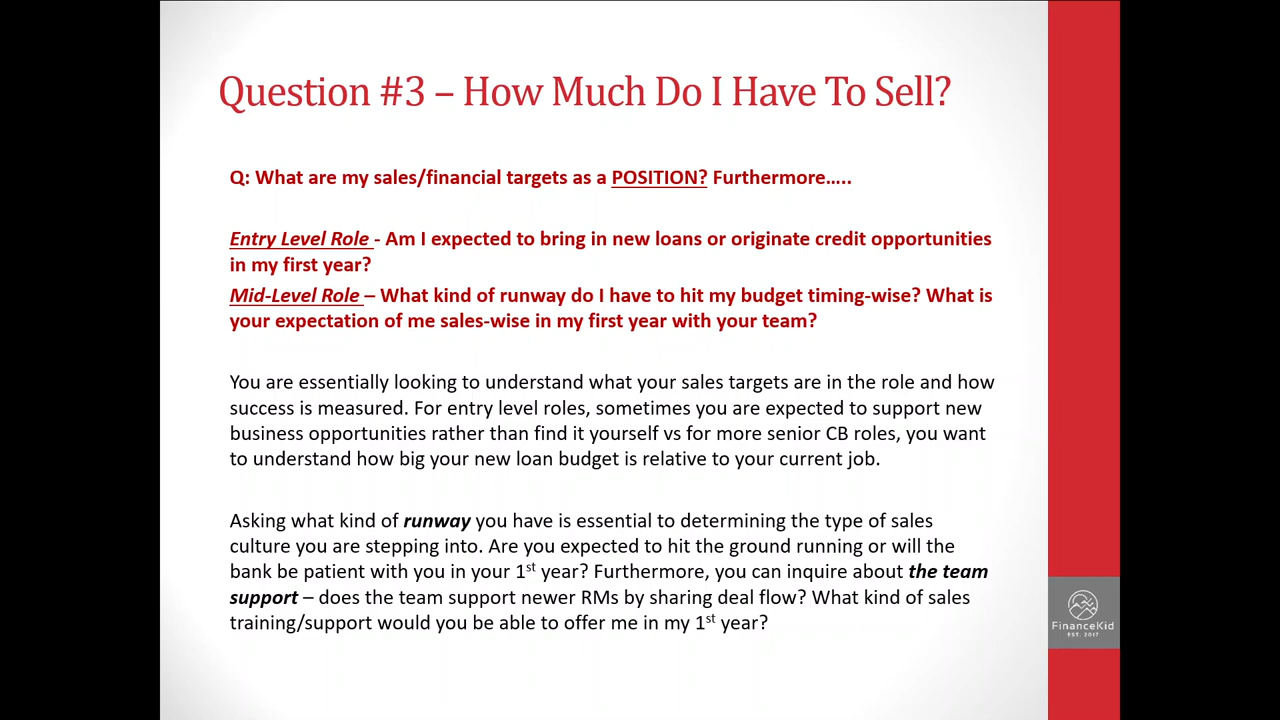 Question #3 – How Much Do I Have To Sell?
Q: What are my sales/financial targets as a POSITION? Furthermore.....
Entry Level Role - Am I expected to bring in new loans or originate credit opportunities
in my first year?
Mid-Level Role – What kind of runway do I have to hit my budget timing-wise? What is
your expectation of me sales-wise in my first year with your team?
You are essentially looking to understand what your sales targets are in the role and how
success is measured. For entry level roles, sometimes you are expected to support new
business opportunities rather than find it yourself vs for more senior CB roles, you want
to understand how big your new loan budget is relative to your current job.
Asking what kind of runway you have is essential to determining the type of sales
culture you are stepping into. Are you expected to hit the ground running or will the
bank be patient with you in your 1st year? Furthermore, you can inquire about the team
support – does the team support newer RMs by sharing deal flow? What kind of sales
training/support would you be able to offer me in my 1st year?
FinanceKid
EST. 2017